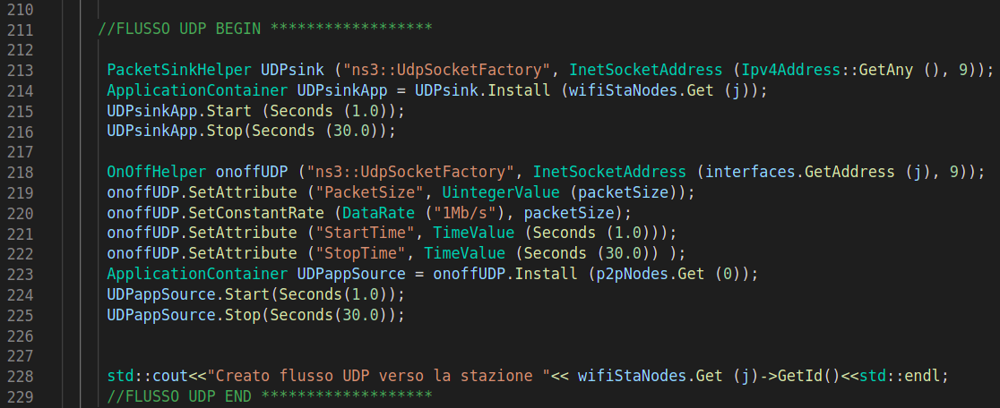 210
211 //FLUSSO UDP BEGIN ******************
212
213 PacketSinkHelper UDPsink ("ns3::UdpSocketFactory", InetSocketAddress (Ipv4Address::GetAny (), 9));
214 ApplicationContainer UDPsinkApp = UDPsink.Install (wifiStaNodes.Get (j));
215 UDPsinkApp.Start (Seconds (1.0));
216 UDPsinkApp.Stop(Seconds (30.0));
217
218 OnOffHelper onoffUDP ("ns3::UdpSocketFactory", InetSocketAddress (interfaces.GetAddress (j), 9));
219 onoffUDP.SetAttribute ("PacketSize", UintegerValue (packetSize));
220 onoffUDP.SetConstantRate (DataRate ("1Mb/s"), packetSize);
221 onoffUDP.SetAttribute ("StartTime", TimeValue (Seconds (1.0)));
222 onoffUDP.SetAttribute ("StopTime", TimeValue (Seconds (30.0)) );
223 ApplicationContainer UDPappSource = onoffUDP.Install (p2pNodes.Get (0));
224 UDPappSource.Start(Seconds(1.0));
225 UDPappSource.Stop(Seconds(30.0));
226
227
228 std::cout<<"Creato flusso UDP verso la stazione "<< wifiStaNodes.Get (j)->GetId()<<std::endl;
229 //FLUSSO UDP END *******************